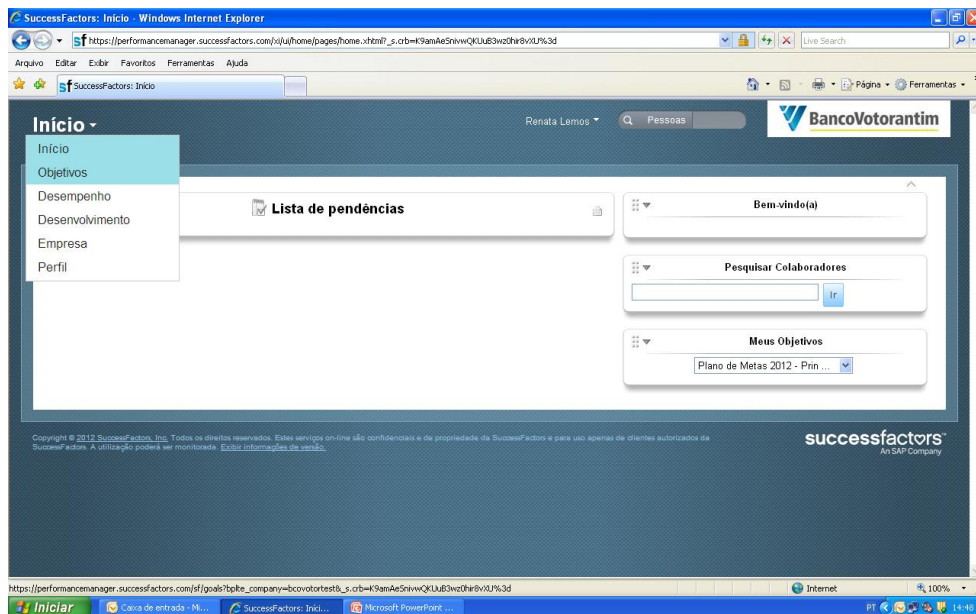 SuccessFactors: Início - Windows Internet Explorer
https://performancemanager.successfactors.com/xi/ui/home/pages/home.xhtml?_s.crb=K9amAeSnivwQKUuB3wz0hir8vXU%3d
Live Search
Arquivo Editar Exibir Favoritos Ferramentas Ajuda
SuccessFactors: Início
Página Ferramentas
Início
Renata Lemos
Pessoas
BancoVotorantim
Início
Objetivos
Desempenho
Desenvolvimento
Empresa
Perfil
Lista de pendências
Bem-vindo(a)
Pesquisar Colaboradores
Ir
Meus Objetivos
Plano de Metas 2012 - Prin ...
Copyright © 2012 SuccessFactors, Inc. Todos os direitos reservados. Estes serviços on-line são confidenciais e de propriedade da SuccessFactors e para uso apenas de clientes autorizados da
SuccessFactors. A utilização poderá ser monitorada. Exibir informações de versão.
successfactors™
An SAP Company
https://performancemanager.successfactors.com/sf/goals?bplte_company=bcovotortest&_s.crb=K9amAeSnivwQKUuB3wz0hir8vXU%3d
Internet
100%
Iniciar
Caixa de entrada - Mi...
SuccessFactors: Iníci...
Microsoft PowerPoint ...
PT